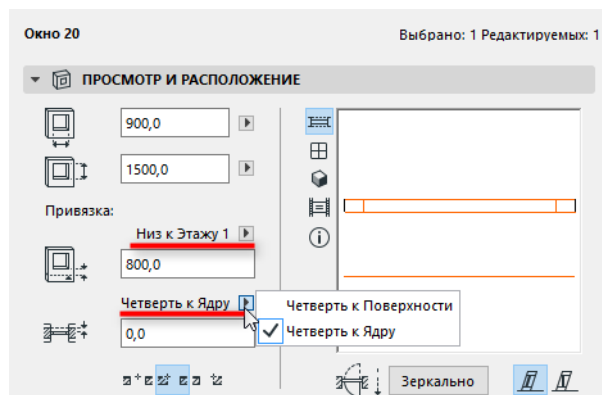 Окно 20
Выбрано: 1 Редактируемых: 1
ПРОСМОТР И РАСПОЛОЖЕНИЕ
900,0
1500,0
Привязка:
Низ к Этажу 1
800,0
Четверть к Ядру
Четверть к Поверхности
Четверть к Ядру
0,0
Зеркально